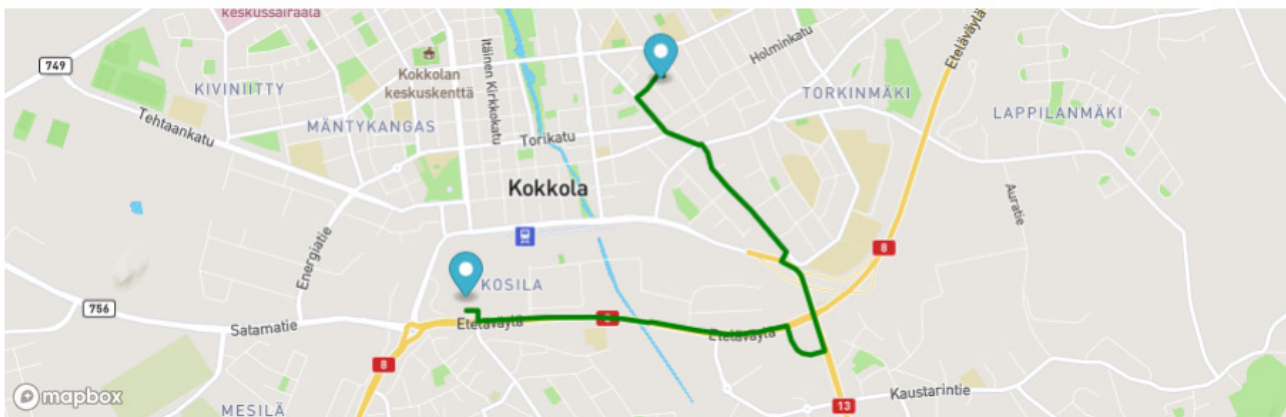 keskussairaala
749
KIVINIITTY
Tehtaankatu
MÄNTYKANGAS
Kokkolan
keskuskenttä
Itäinen Kirkkokatu
Torikatu
Holminkatu
TORKINMÄKI
Eteläväylä
LAPPILANMÄKI
Kokkola
Auratie
Energiatie
8
KOSILA
756
Satamatie
Eteläväylä
Eteläväylä
8
13
Kaustarintie
MESILÄ
mapbox